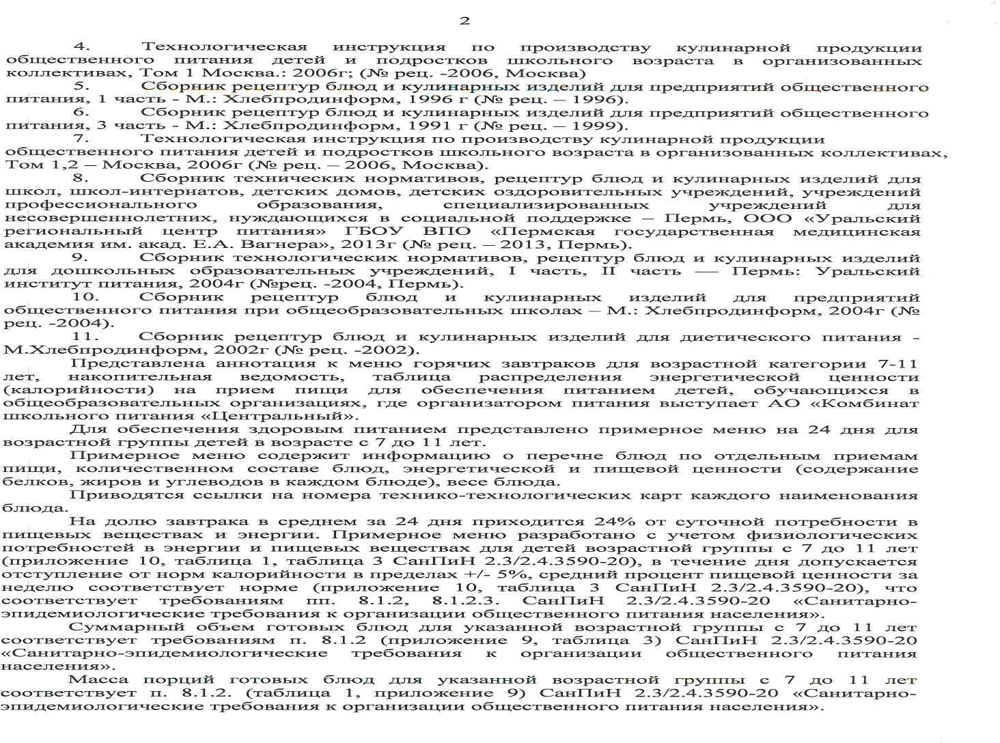 2
4. Технологическая инструкция по производству кулинарной продукции
общественного питания детей и подростков школьного возраста в организованных
коллективах, Том 1 Москва.: 2006г; (№ рец. -2006, Москва)
5. Сборник рецептур блюд и кулинарных изделий для предприятий общественного
питания, 1 часть - М.: Хлебпродинформ, 1996 г (№ рец. – 1996).
6. Сборник рецептур блюд и кулинарных изделий для предприятий общественного
питания, 3 часть - М.: Хлебпродинформ, 1991 г (№ рец. – 1999).
7. Технологическая инструкция по производству кулинарной продукции
общественного питания детей и подростков школьного возраста в организованных коллективах,
Том 1,2 – Москва, 2006г (№ рец. – 2006, Москва).
8. Сборник технических нормативов, рецептур блюд и кулинарных изделий для
школ, школ-интернатов, детских домов, детских оздоровительных учреждений, учреждений
профессионального образования, специализированных учреждений для
несовершеннолетних, нуждающихся в социальной поддержке – Пермь, ООО «Уральский
региональный центр питания» ГБОУ ВПО «Пермская государственная медицинская
академия им. акад. Е.А. Вагнера», 2013г (№ рец. – 2013, Пермь).
9. Сборник технологических нормативов, рецептур блюд и кулинарных изделий
для дошкольных образовательных учреждений, I часть, II часть — Пермь: Уральский
институт питания, 2004г (№рец. -2004, Пермь).
10. Сборник рецептур блюд и кулинарных изделий для предприятий
общественного питания при общеобразовательных школах – М.: Хлебпродинформ, 2004г (№
рец. -2004).
11. Сборник рецептур блюд и кулинарных изделий для диетического питания -
М.Хлебпродинформ, 2002г (№ рец. -2002).
Представлена аннотация к меню горячих завтраков для возрастной категории 7-11
лет, накопительная ведомость, таблица распределения энергетической ценности
(калорийности) на прием пищи для обеспечения питанием детей, обучающихся в
общеобразовательных организациях, где организатором питания выступает АО «Комбинат
школьного питания «Центральный».
Для обеспечения здоровым питанием представлено примерное меню на 24 дня для
возрастной группы детей в возрасте с 7 до 11 лет.
Примерное меню содержит информацию о перечне блюд по отдельным приемам
пищи, количественном составе блюд, энергетической и пищевой ценности (содержание
белков, жиров и углеводов в каждом блюде), весе блюда.
Приводятся ссылки на номера технико-технологических карт каждого наименования
блюда.
На долю завтрака в среднем за 24 дня приходится 24% от суточной потребности в
пищевых веществах и энергии. Примерное меню разработано с учетом физиологических
потребностей в энергии и пищевых веществах для детей возрастной группы с 7 до 11 лет
(приложение 10, таблица 1, таблица 3 СанПиН 2.3/2.4.3590-20), в течение дня допускается
отступление от норм калорийности в пределах +/- 5%, средний процент пищевой ценности за
неделю соответствует норме (приложение 10, таблица 3 СанПиН 2.3/2.4.3590-20), что
соответствует требованиям пп. 8.1.2, 8.1.2.3. СанПиН 2.3/2.4.3590-20 «Санитарно-
эпидемиологические требования к организации общественного питания населения».
Суммарный объем готовых блюд для указанной возрастной группы с 7 до 11 лет
соответствует требованиям п. 8.1.2 (приложение 9, таблица 3) СанПиН 2.3/2.4.3590-20
«Санитарно-эпидемиологические требования к организации общественного питания
населения».
Масса порций готовых блюд для указанной возрастной группы с 7 до 11 лет
соответствует п. 8.1.2. (таблица 1, приложение 9) СанПиН 2.3/2.4.3590-20 «Санитарно-
эпидемиологические требования к организации общественного питания населения».